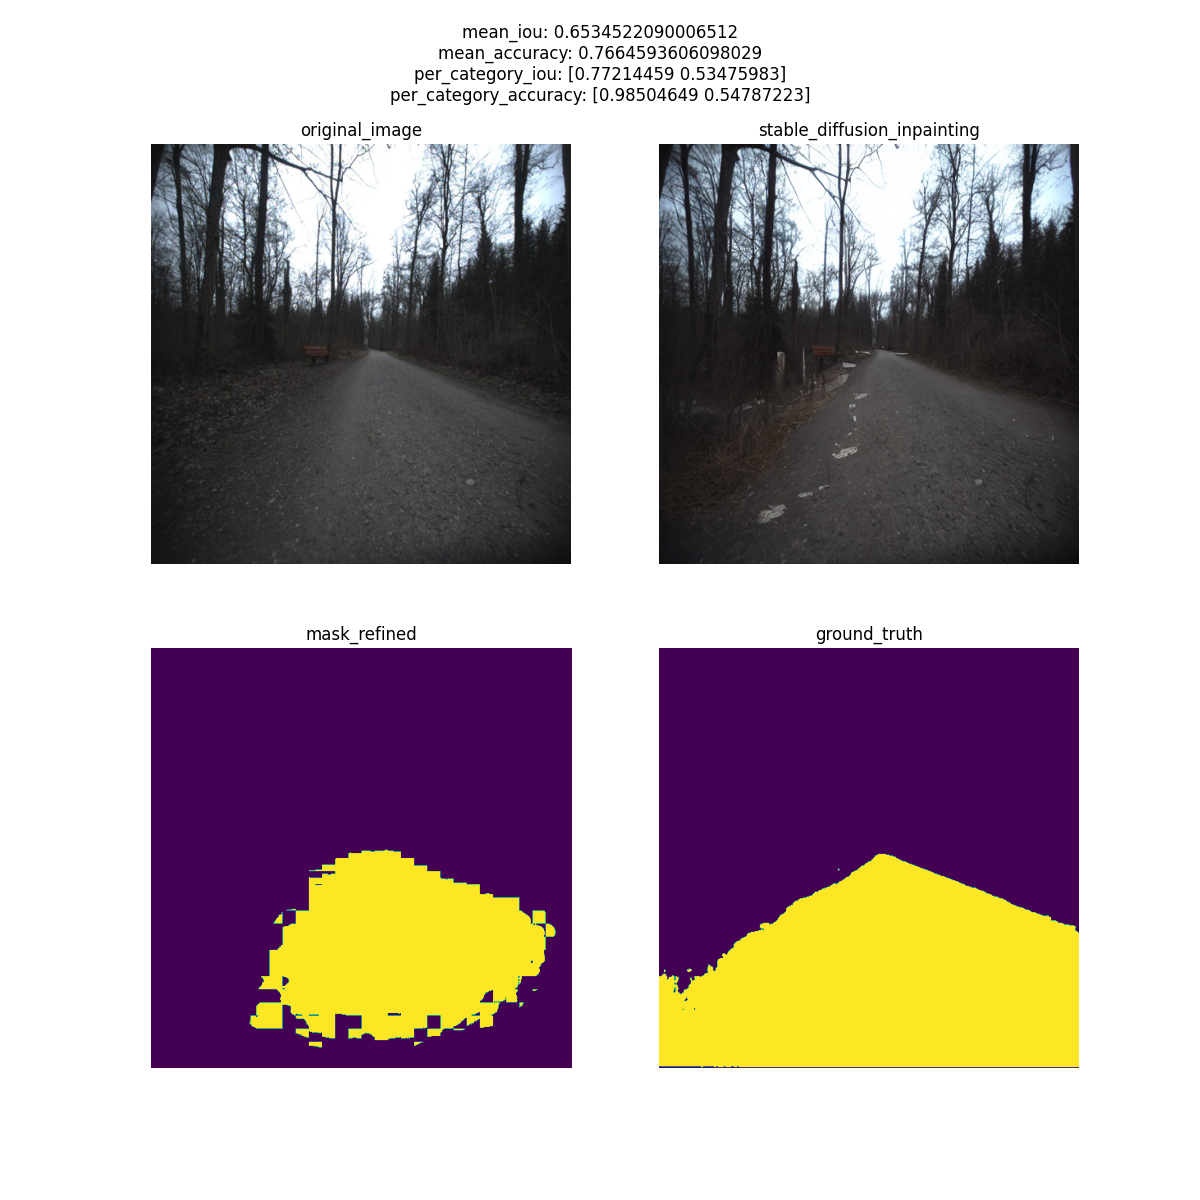 mean_iou: 0.6534522090006512
mean_accuracy: 0.7664593606098029
per_category_iou: [0.77214459 0.53475983]
per_category_accuracy: [0.98504649 0.54787223]
original_image
stable_diffusion_inpainting
mask_refined
ground_truth